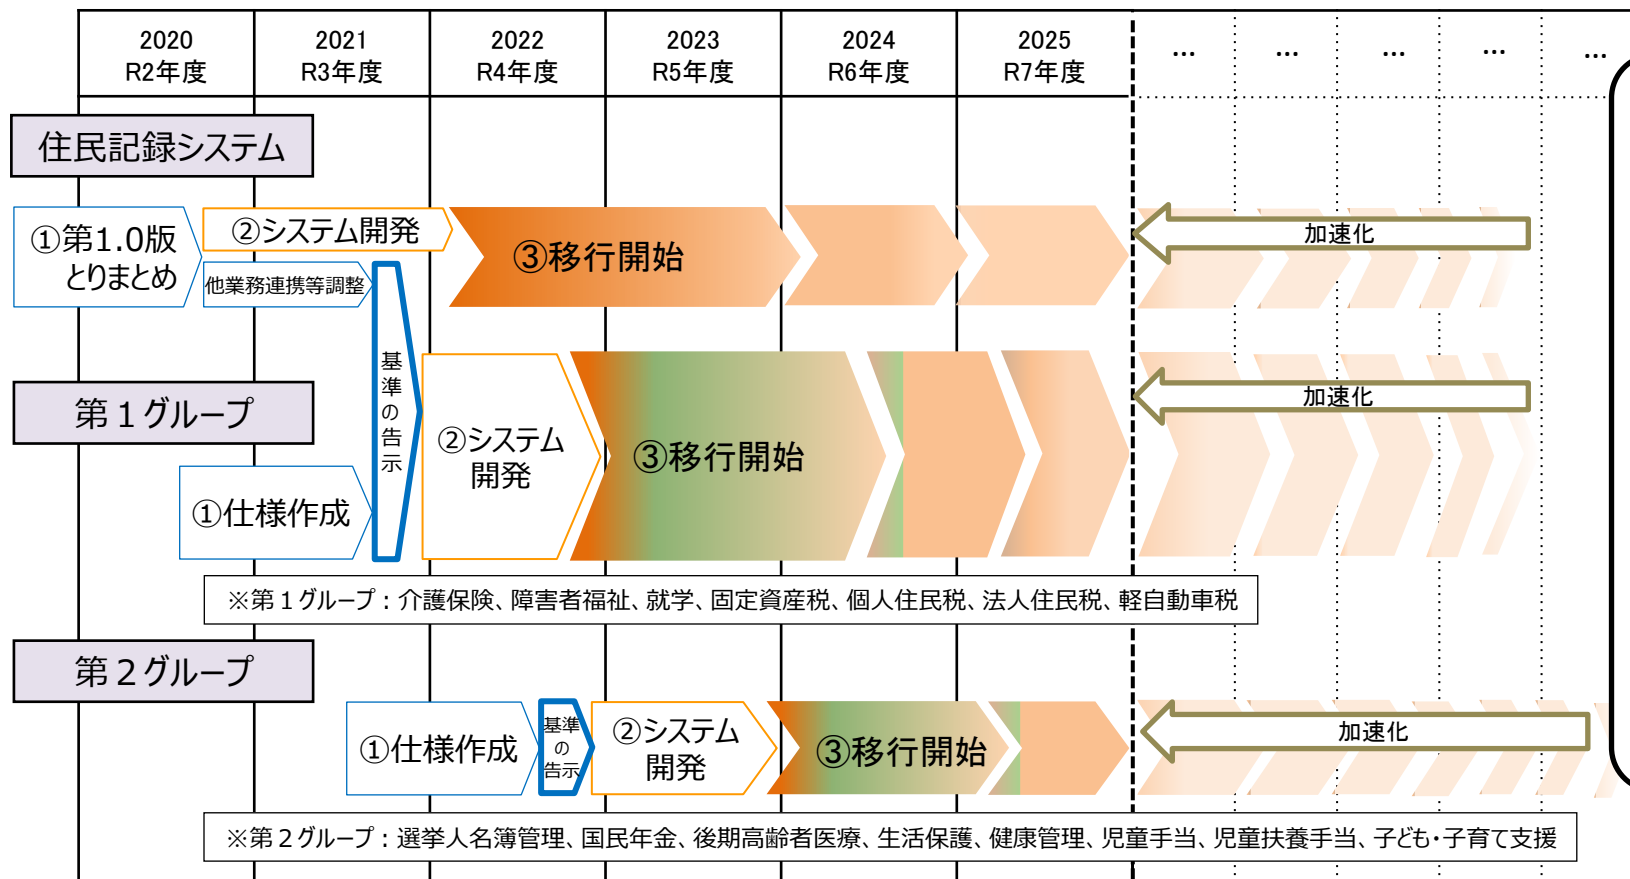 2020
R2年度
2021
R3年度
2022
R4年度
2023
R5年度
2024
R6年度
2025
R7年度
…
…
…
…
…
住民記録システム
①第1.0版
とりまとめ
②システム開発
他業務連携等調整
③移行開始
加速化
基準の告示
第１グループ
①仕様作成
②システム
開発
③移行開始
加速化
※第１グループ：介護保険、障害者福祉、就学、固定資産税、個人住民税、法人住民税、軽自動車税
第２グループ
①仕様作成
基準
の
告示
②システム
開発
③移行開始
加速化
※第２グループ：選挙人名簿管理、国民年金、後期高齢者医療、生活保護、健康管理、児童手当、児童扶養手当、子ども・子育て支援